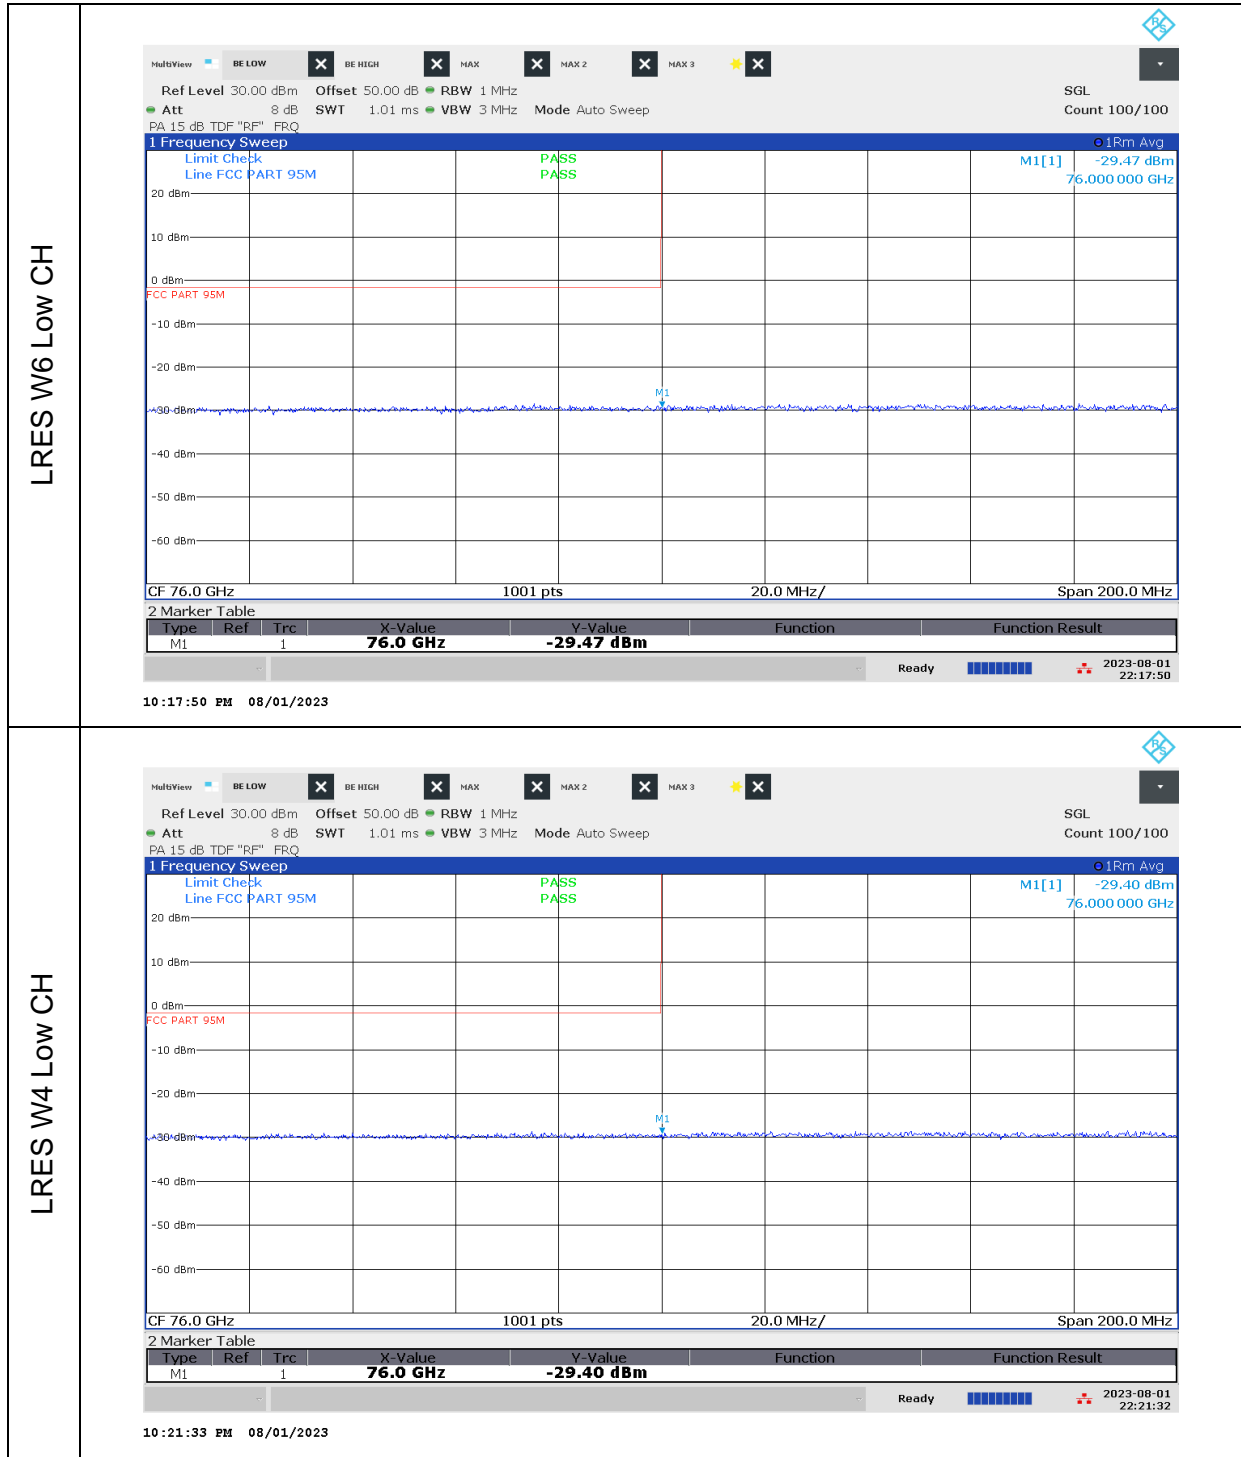 LRES W6 Low CH
R&S
MultiView BE LOW BE HIGH MAX MAX 2 MAX 3
Ref Level 30.00 dBm Offset 50.00 dB RBW 1 MHz SGL
Att 8 dB SWT 1.01 ms VBW 3 MHz Mode Auto Sweep Count 100/100
PA 15 dB TDF "RF" FRQ
1 Frequency Sweep 1Rm Avg
Limit Check PASS M1[1] -29.47 dBm
Line FCC PART 95M PASS 76.000 000 GHz
20 dBm
10 dBm
0 dBm
FCC PART 95M
-10 dBm
-20 dBm
M1
-30 dBm
-40 dBm
-50 dBm
-60 dBm
CF 76.0 GHz 1001 pts 20.0 MHz/ Span 200.0 MHz
2 Marker Table
Type Ref Trc X-Value Y-Value Function Function Result
M1 1 76.0 GHz -29.47 dBm
Ready 2023-08-01
22:17:50
10:17:50 PM 08/01/2023
LRES W4 Low CH
R&S
MultiView BE LOW BE HIGH MAX MAX 2 MAX 3
Ref Level 30.00 dBm Offset 50.00 dB RBW 1 MHz SGL
Att 8 dB SWT 1.01 ms VBW 3 MHz Mode Auto Sweep Count 100/100
PA 15 dB TDF "RF" FRQ
1 Frequency Sweep 1Rm Avg
Limit Check PASS M1[1] -29.40 dBm
Line FCC PART 95M PASS 76.000 000 GHz
20 dBm
10 dBm
0 dBm
FCC PART 95M
-10 dBm
-20 dBm
M1
-30 dBm
-40 dBm
-50 dBm
-60 dBm
CF 76.0 GHz 1001 pts 20.0 MHz/ Span 200.0 MHz
2 Marker Table
Type Ref Trc X-Value Y-Value Function Function Result
M1 1 76.0 GHz -29.40 dBm
Ready 2023-08-01
22:21:32
10:21:33 PM 08/01/2023